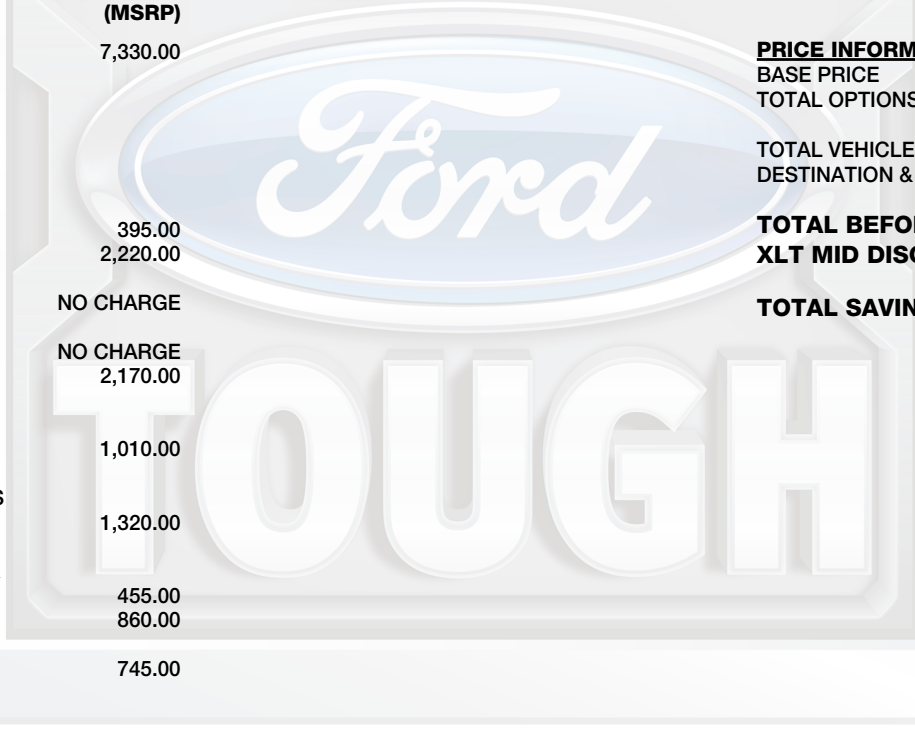 (MSRP)
7,330.00
395.00
2,220.00
NO CHARGE
NO CHARGE
2,170.00
1,010.00
S
1,320.00
455.00
860.00
745.00
PRICE INFORM
BASE PRICE
TOTAL OPTIONS
TOTAL VEHICLE
DESTINATION &
TOTAL BEFO
XLT MID DISC
TOTAL SAVIN
Ford
TOUGH